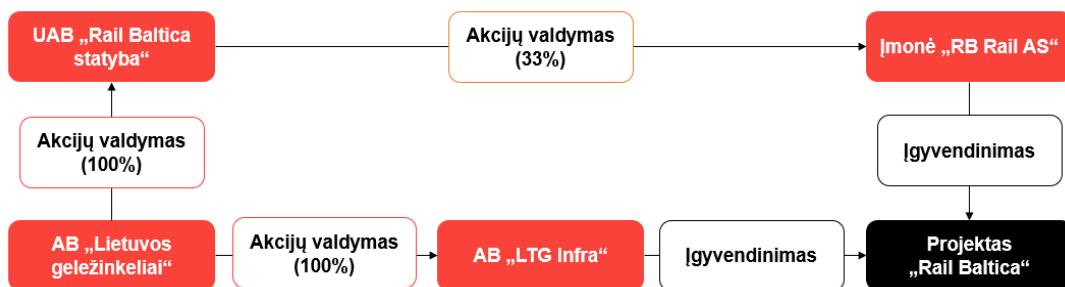 UAB „Rail Baltica
statyba“
Akcijų valdymas
(33%)
Įmonė „RB Rail AS“
Akcijų valdymas
(100%)
Įgyvendinimas
AB „Lietuvos
geležinkeliai“
Akcijų valdymas
(100%)
AB „LTG Infra“
Įgyvendinimas
Projektas
„Rail Baltica“